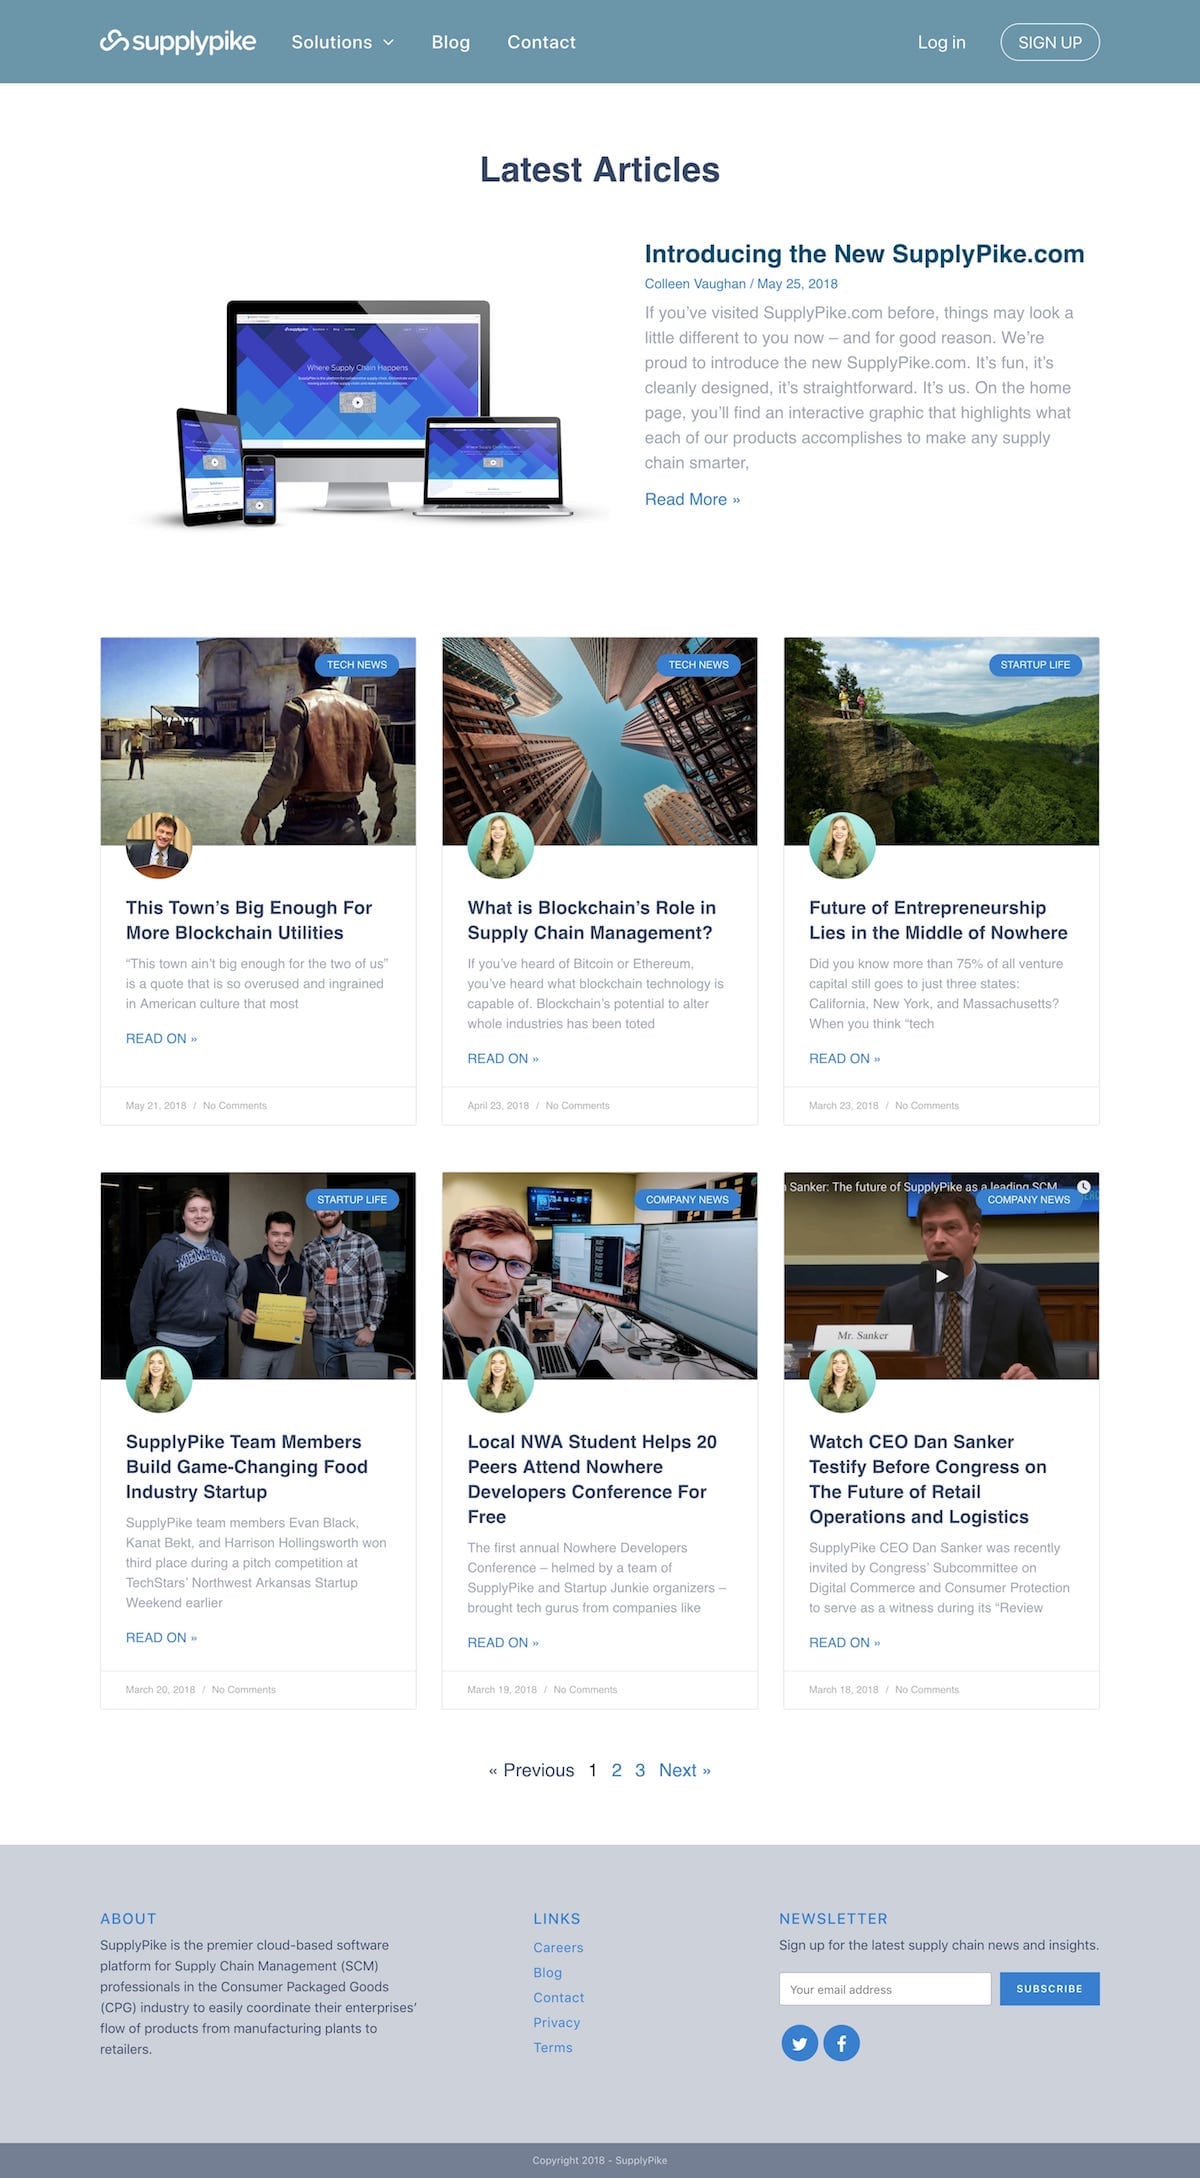 supplypike Solutions Blog Contact Log in SIGN UP
Latest Articles
Introducing the New SupplyPike.com
Colleen Vaughan / May 25, 2018
If you’ve visited SupplyPike.com before, things may look a
little different to you now – and for good reason. We’re
proud to introduce the new SupplyPike.com. It’s fun, it’s
cleanly designed, it’s straightforward. It’s us. On the home
page, you’ll find an interactive graphic that highlights what
each of our products accomplishes to make any supply
chain smarter,
Read More »
Where Supply Chain Happens
TECH NEWS
This Town’s Big Enough For
More Blockchain Utilities
“This town ain’t big enough for the two of us”
is a quote that is so overused and ingrained
in American culture that most
READ ON »
May 21, 2018 / No Comments
TECH NEWS
What is Blockchain’s Role in
Supply Chain Management?
If you’ve heard of Bitcoin or Ethereum,
you’ve heard what blockchain technology is
capable of. Blockchain’s potential to alter
whole industries has been toted
READ ON »
April 23, 2018 / No Comments
STARTUP LIFE
Future of Entrepreneurship
Lies in the Middle of Nowhere
Did you know more than 75% of all venture
capital still goes to just three states:
California, New York, and Massachusetts?
When you think “tech
READ ON »
March 23, 2018 / No Comments
STARTUP LIFE
SupplyPike Team Members
Build Game-Changing Food
Industry Startup
SupplyPike team members Evan Black,
Kanat Bekt, and Harrison Hollingsworth won
third place during a pitch competition at
TechStars’ Northwest Arkansas Startup
Weekend earlier
READ ON »
March 20, 2018 / No Comments
COMPANY NEWS
Local NWA Student Helps 20
Peers Attend Nowhere
Developers Conference For
Free
The first annual Nowhere Developers
Conference – helmed by a team of
SupplyPike and Startup Junkie organizers –
brought tech gurus from companies like
READ ON »
March 19, 2018 / No Comments
Sanker: The future of SupplyPike as a leading SCM
COMPANY NEWS
Mr. Sanker
Watch CEO Dan Sanker
Testify Before Congress on
The Future of Retail
Operations and Logistics
SupplyPike CEO Dan Sanker was recently
invited by Congress’ Subcommittee on
Digital Commerce and Consumer Protection
to serve as a witness during its “Review
READ ON »
March 18, 2018 / No Comments
« Previous 1 2 3 Next »
ABOUT
SupplyPike is the premier cloud-based software
platform for Supply Chain Management (SCM)
professionals in the Consumer Packaged Goods
(CPG) industry to easily coordinate their enterprises’
flow of products from manufacturing plants to
retailers.
LINKS
Careers
Blog
Contact
Privacy
Terms
NEWSLETTER
Sign up for the latest supply chain news and insights.
Your email address
SUBSCRIBE
Copyright 2018 - SupplyPike